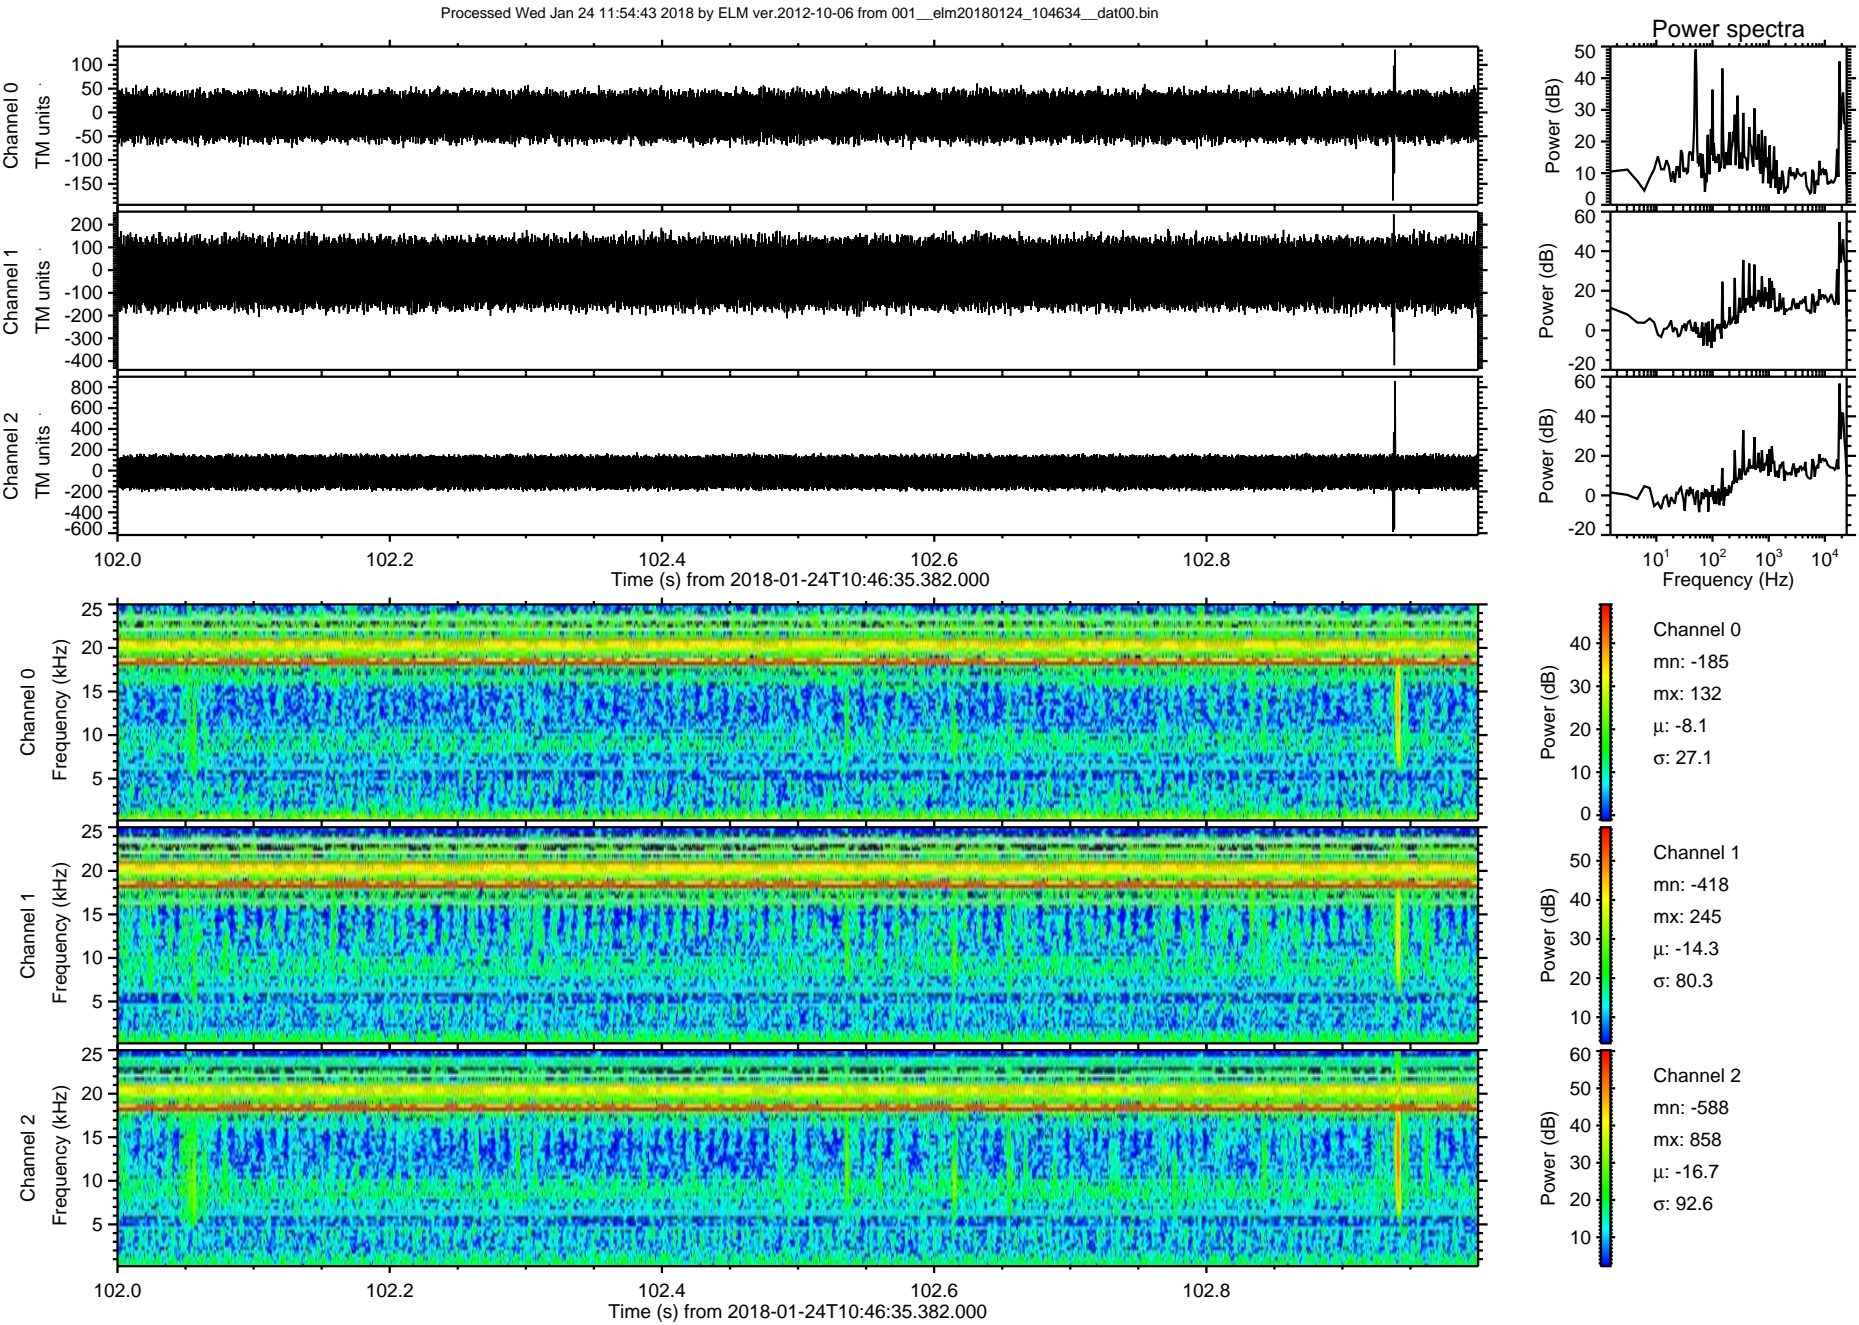 Processed Wed Jan 24 11:54:43 2018 by ELM ver.2012-10-06 from 001__elm20180124_104634__dat00.bin
Power spectra
Channel 0
TM units
100
50
0
-50
-100
-150
Power (dB)
50
40
30
20
10
0
Channel 1
TM units
200
100
0
-100
-200
-300
-400
Power (dB)
60
40
20
0
-20
Channel 2
TM units
800
600
400
200
0
-200
-400
-600
Power (dB)
60
40
20
0
-20
102.0 102.2 102.4 102.6 102.8
Time (s) from 2018-01-24T10:46:35.382.000
10^1 10^2 10^3 10^4
Frequency (Hz)
Channel 0
Frequency (kHz)
25
20
15
10
5
Power (dB)
40
30
20
10
0
Channel 0
mn: -185
mx: 132
μ: -8.1
σ: 27.1
Channel 1
Frequency (kHz)
25
20
15
10
5
Power (dB)
50
40
30
20
10
Channel 1
mn: -418
mx: 245
μ: -14.3
σ: 80.3
Channel 2
Frequency (kHz)
25
20
15
10
5
Power (dB)
60
50
40
30
20
10
Channel 2
mn: -588
mx: 858
μ: -16.7
σ: 92.6
102.0 102.2 102.4 102.6 102.8
Time (s) from 2018-01-24T10:46:35.382.000